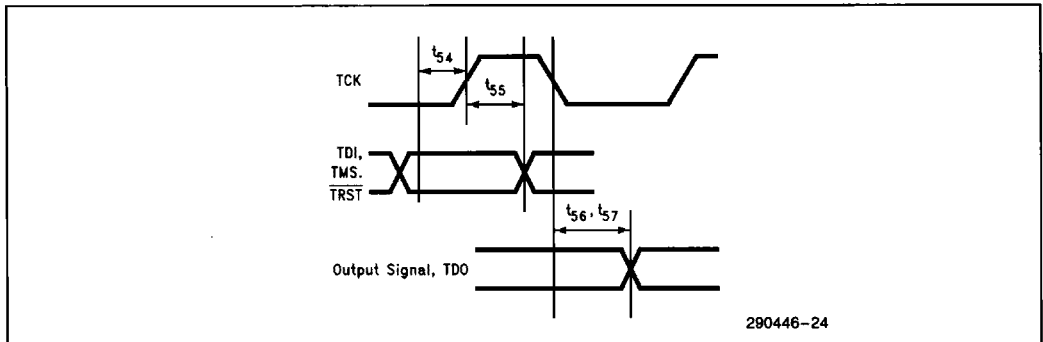 t54
TCK
t55
TDI,
TMS.
TRST
t56, t57
Output Signal, TDO
290446-24